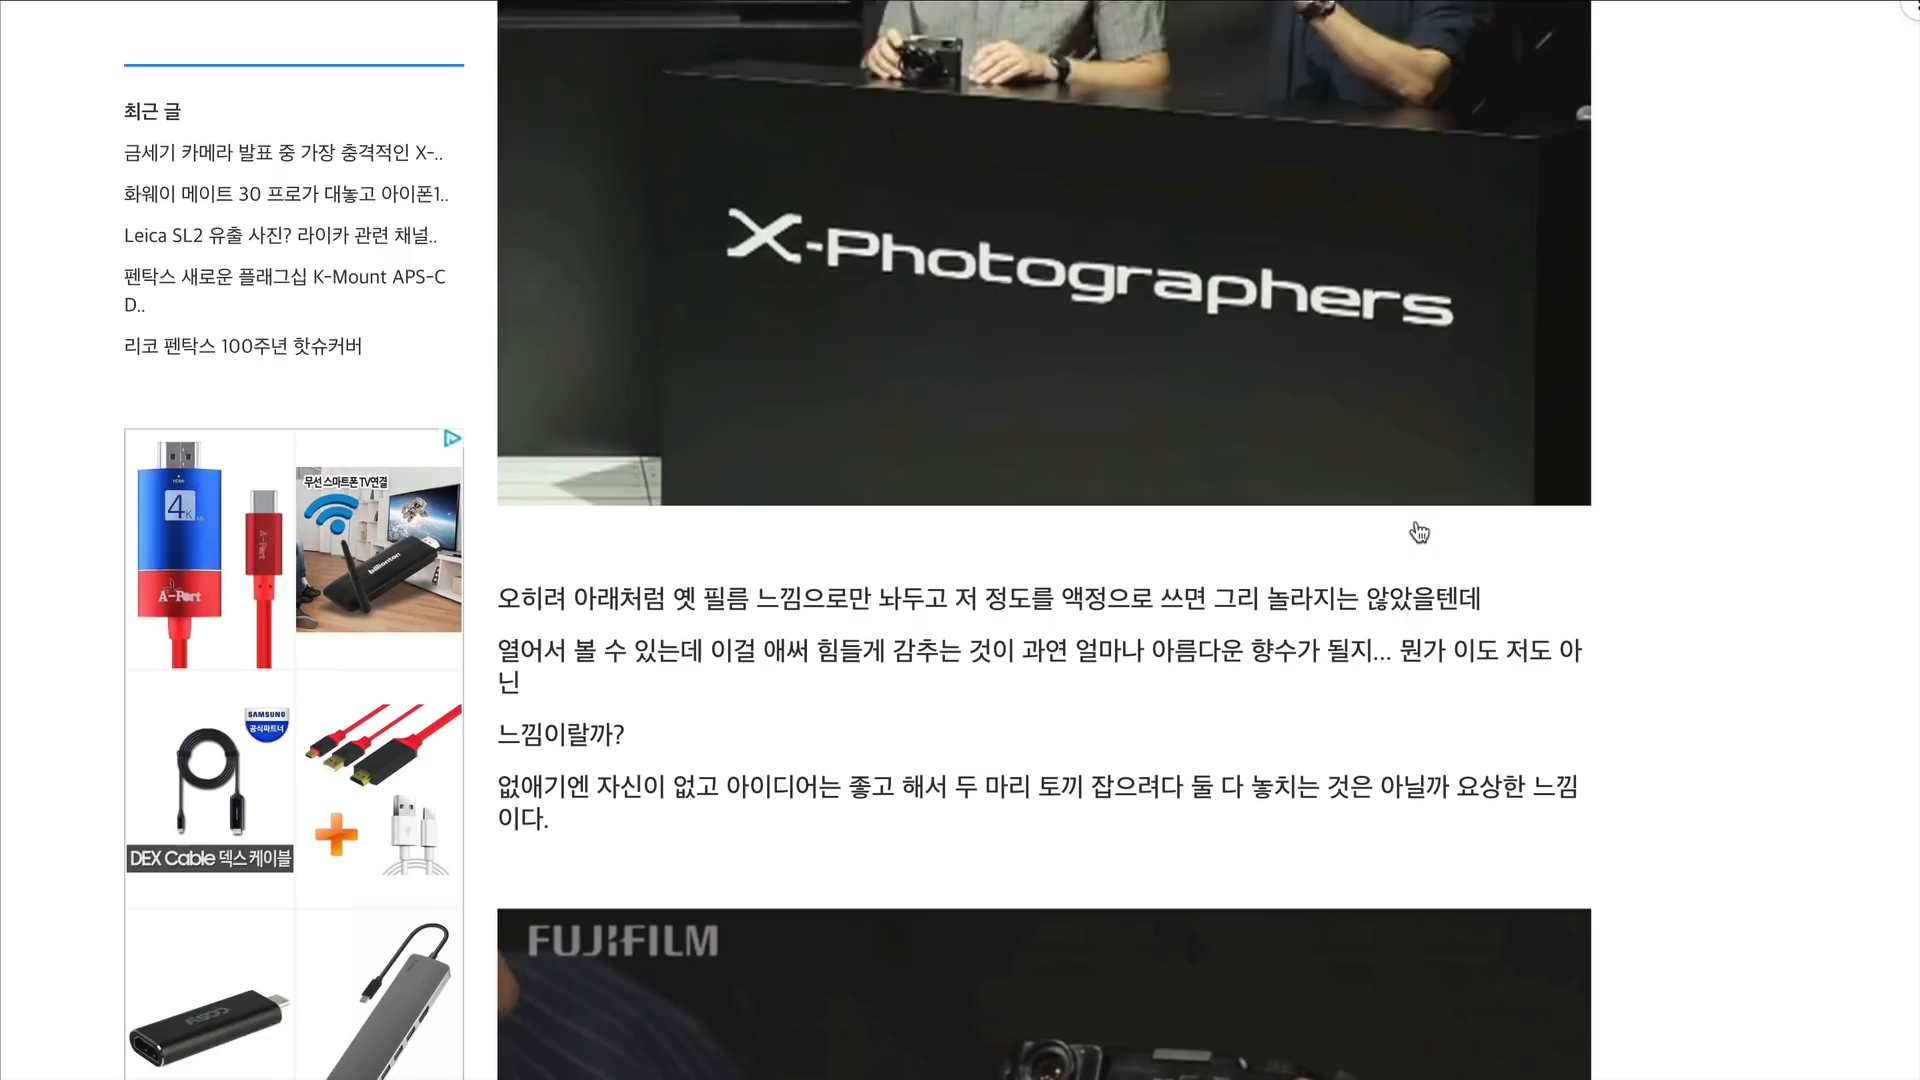 최근 글
금세기 카메라 발표 중 가장 충격적인 X-..
화웨이 메이트 30 프로가 대놓고 아이폰1..
Leica SL2 유출 사진? 라이카 관련 채널..
펜탁스 새로운 플래그십 K-Mount APS-C
D..
리코 펜탁스 100주년 핫슈커버
HDMI
4K
A-Port
A-Port
무선 스마트폰 TV연결
billionton
SAMSUNG
공식파트너
DEX Cable 덱스 케이블
X-Photographers
오히려 아래처럼 옛 필름 느낌으로만 놔두고 저 정도를 액정으로 쓰면 그리 놀라지는 않았을텐데
열어서 볼 수 있는데 이걸 애써 힘들게 감추는 것이 과연 얼마나 아름다운 향수가 될지... 뭔가 이도 저도 아
닌
느낌이랄까?
없애기엔 자신이 없고 아이디어는 좋고 해서 두 마리 토끼 잡으려다 둘 다 놓치는 것은 아닐까 요상한 느낌
이다.
FUJIFILM